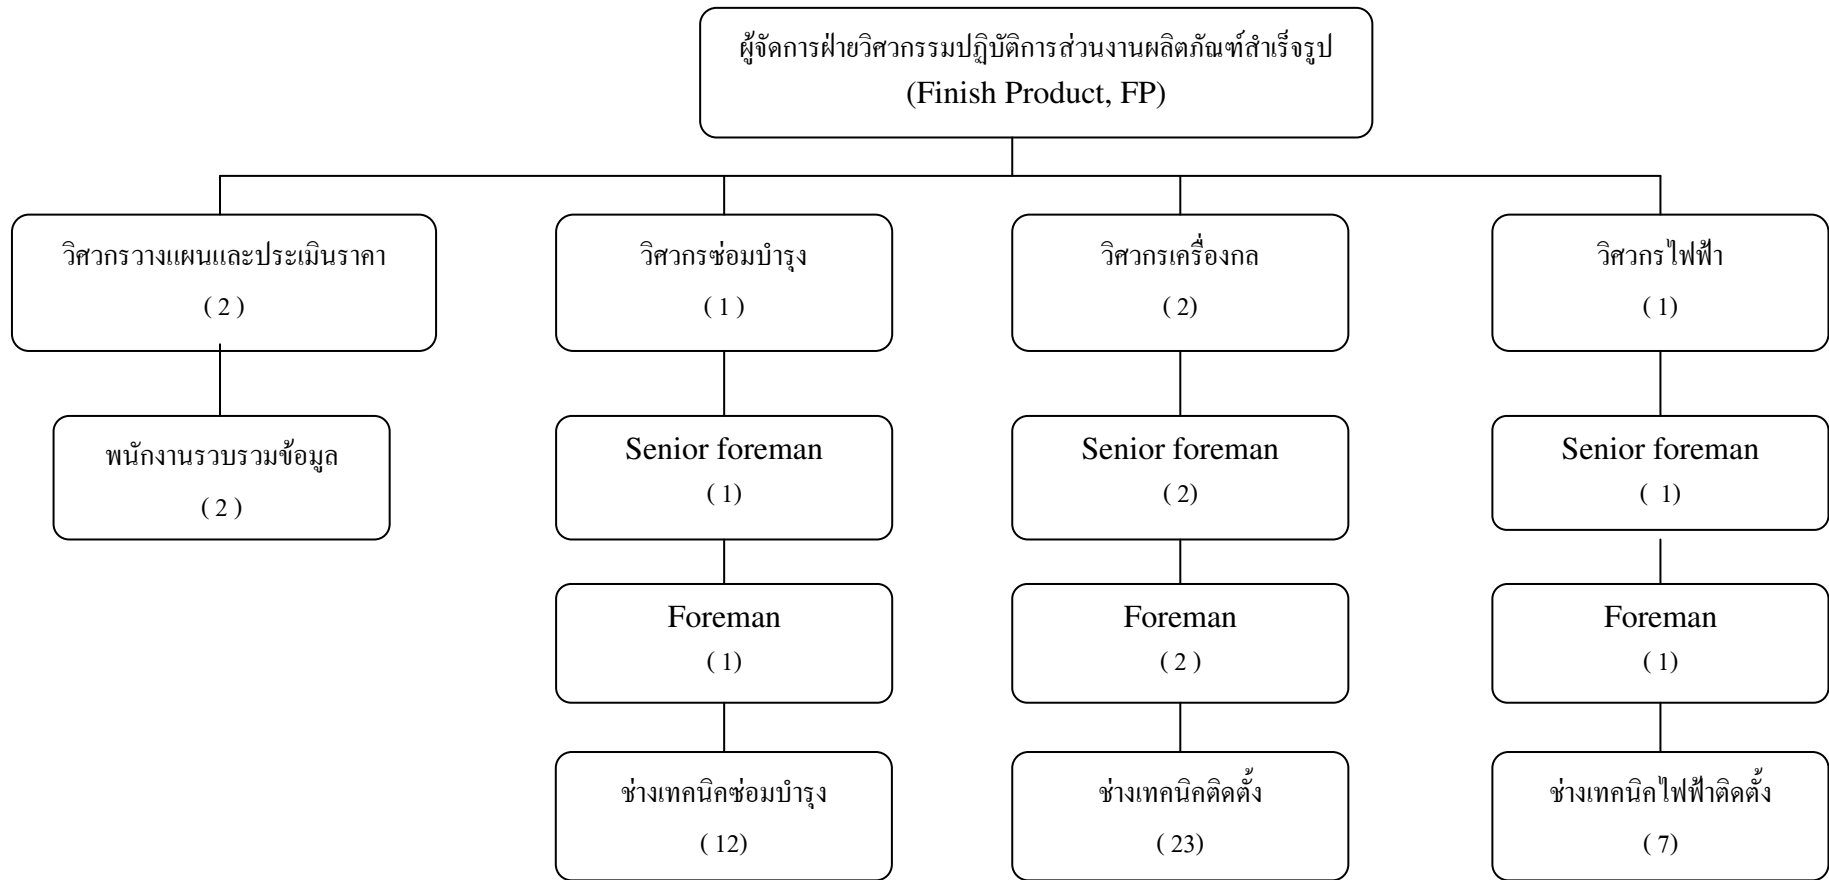 ผู้จัดการฝ่ายวิศวกรรมปฏิบัติการส่วนงานผลิตภัณฑ์สำเร็จรูป
(Finish Product, FP)
วิศวกรวางแผนและประเมินราคา
( 2 )
วิศวกรซ่อมบำรุง
( 1 )
วิศวกรเครื่องกล
( 2)
วิศวกรไฟฟ้า
( 1)
พนักงานรวบรวมข้อมูล
( 2 )
Senior foreman
( 1)
Senior foreman
( 2)
Senior foreman
( 1)
Foreman
( 1)
Foreman
( 2 )
Foreman
( 1)
ช่างเทคนิคซ่อมบำรุง
( 12)
ช่างเทคนิคติดตั้ง
( 23)
ช่างเทคนิคไฟฟ้าติดตั้ง
( 7)